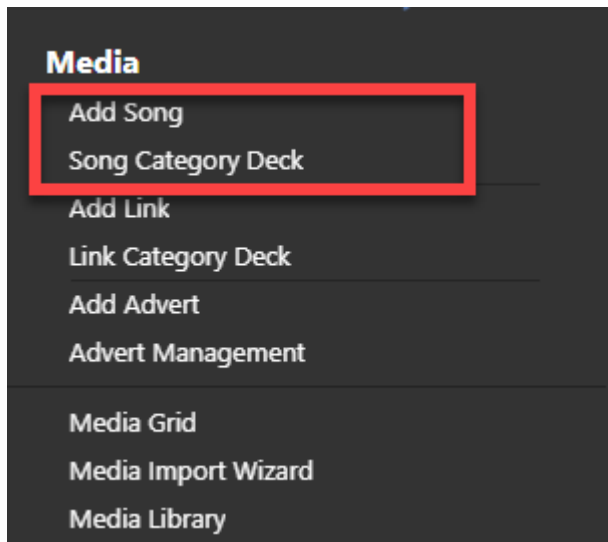 Media
Add Song
Song Category Deck
Add Link
Link Category Deck
Add Advert
Advert Management
Media Grid
Media Import Wizard
Media Library